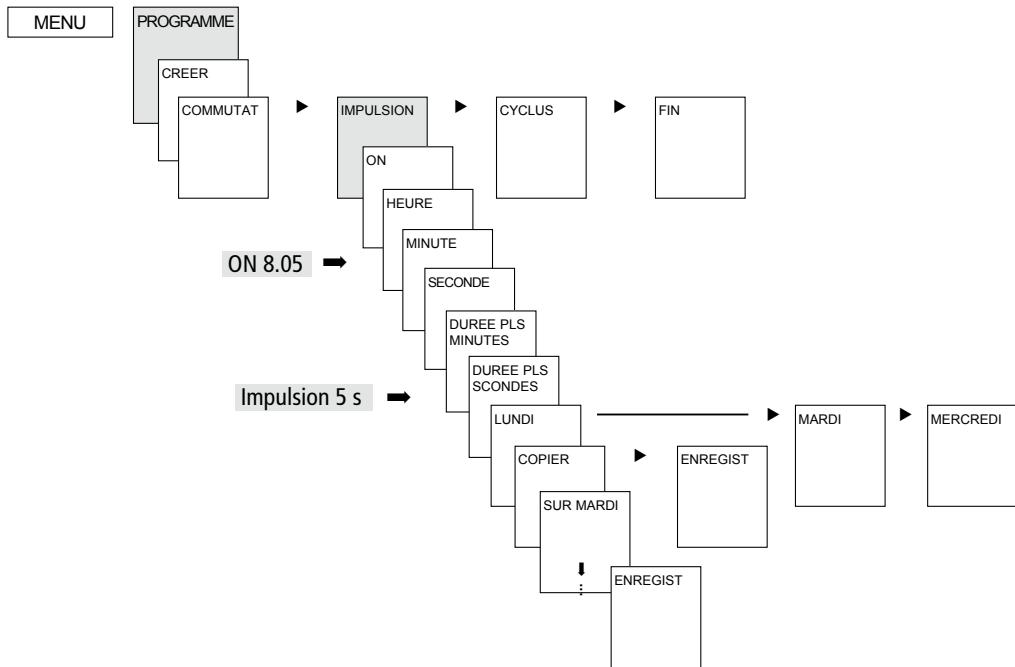 MENU
PROGRAMME
CREER
COMMUTAT
IMPULSION
CYCLUS
FIN
ON
HEURE
MINUTE
ON 8.05
SECONDE
DUREE PLS
MINUTES
DUREE PLS
SCONDES
Impulsion 5 s
LUNDI
MARDI
MERCREDI
COPIER
ENREGIST
SUR MARDI
ENREGIST